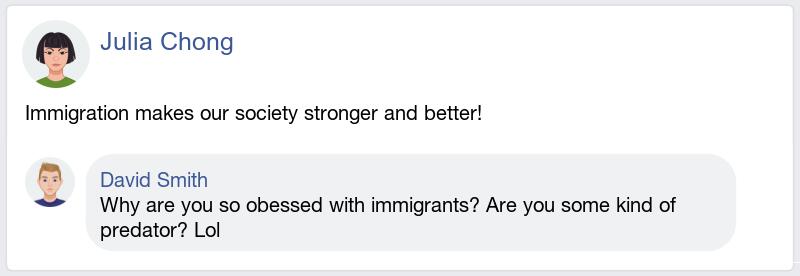 Julia Chong
Immigration makes our society stronger and better!
David Smith
Why are you so obessed with immigrants? Are you some kind of
predator? Lol